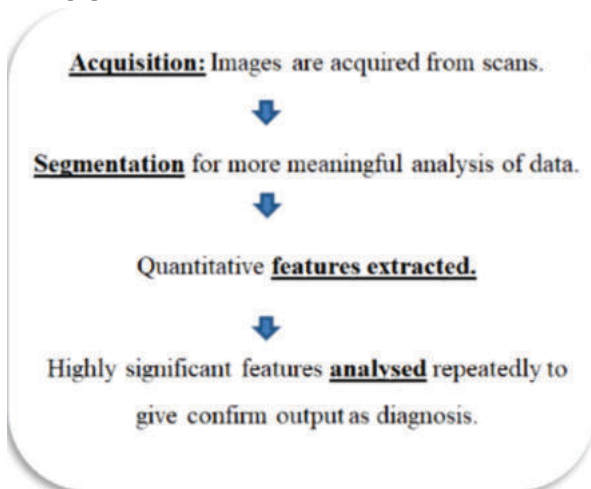 Acquisition: Images are acquired from scans.
Segmentation for more meaningful analysis of data.
Quantitative features extracted.
Highly significant features analysed repeatedly to
give confirm output as diagnosis.